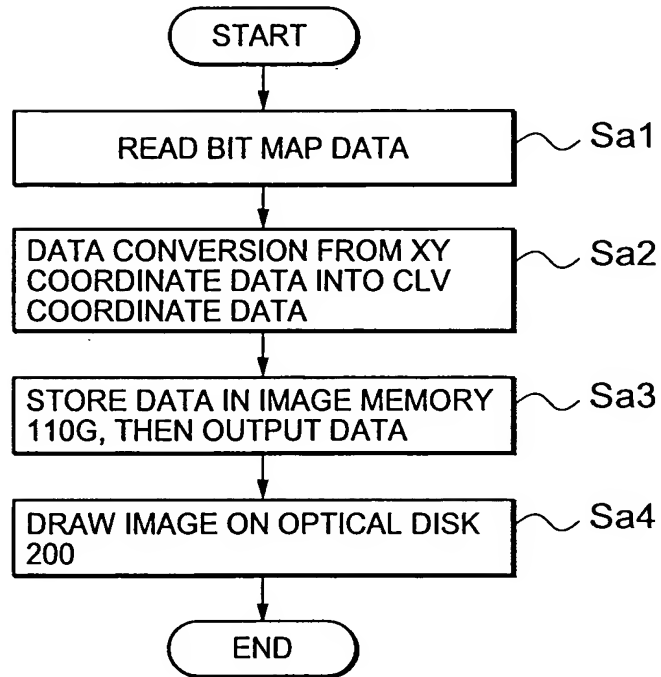 START
READ BIT MAP DATA
Sa1
DATA CONVERSION FROM XY
COORDINATE DATA INTO CLV
COORDINATE DATA
Sa2
STORE DATA IN IMAGE MEMORY
110G, THEN OUTPUT DATA
Sa3
DRAW IMAGE ON OPTICAL DISK
200
Sa4
END